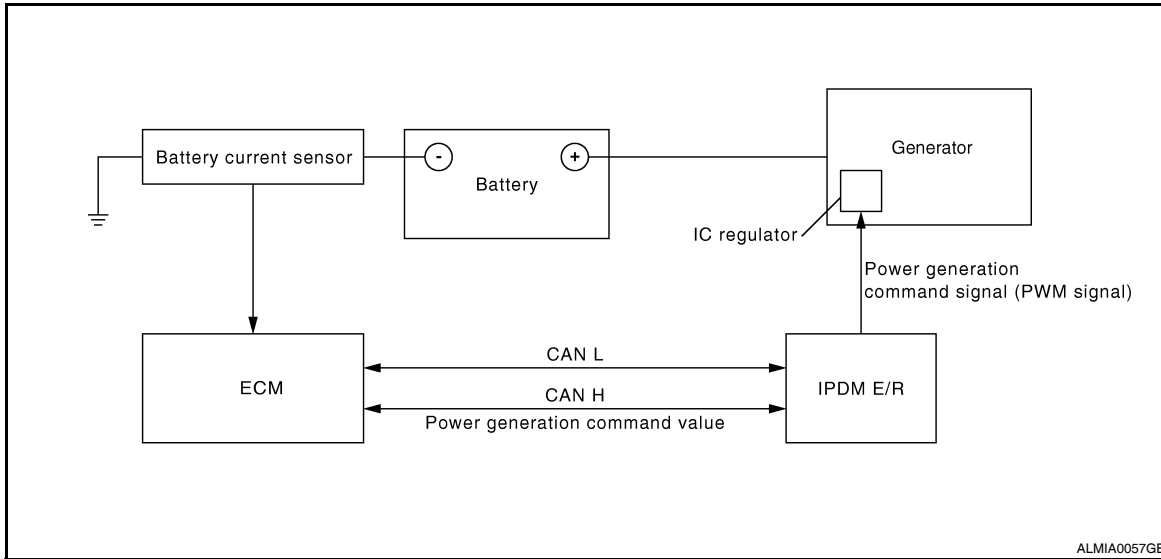 Generator
Battery current sensor
-
+
Battery
IC regulator
Power generation
command signal (PWM signal)
CAN L
ECM
CAN H
IPDM E/R
Power generation command value
ALMIA0057GB